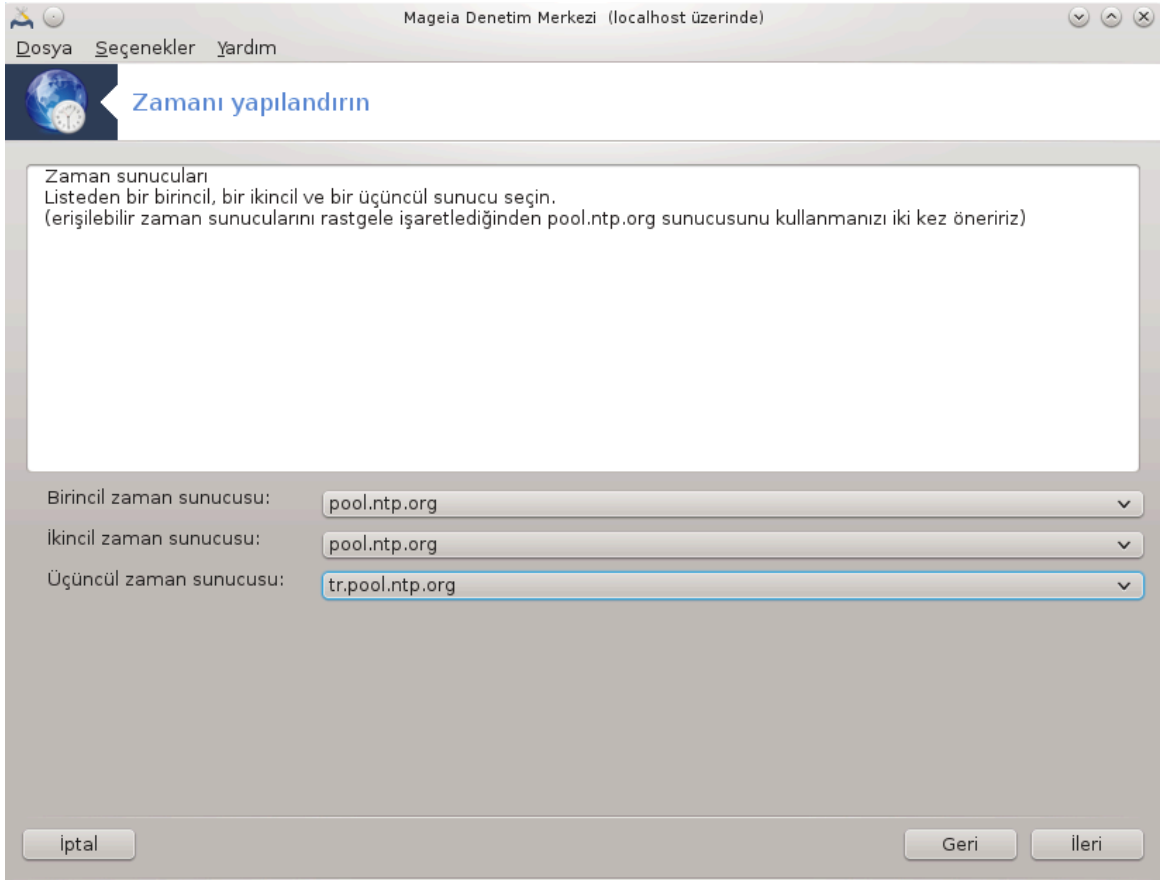 Mageia Denetim Merkezi (localhost üzerinde)
Dosya Seçenekler Yardım
Zamanı yapılandırın
Zaman sunucuları
Listeden bir birincil, bir ikincil ve bir üçüncül sunucu seçin.
(erişilebilir zaman sunucularını rastgele işaretlediğinden pool.ntp.org sunucusunu kullanmanızı iki kez öneririz)
Birincil zaman sunucusu: pool.ntp.org
İkincil zaman sunucusu: pool.ntp.org
Üçüncül zaman sunucusu: tr.pool.ntp.org
İptal Geri İleri